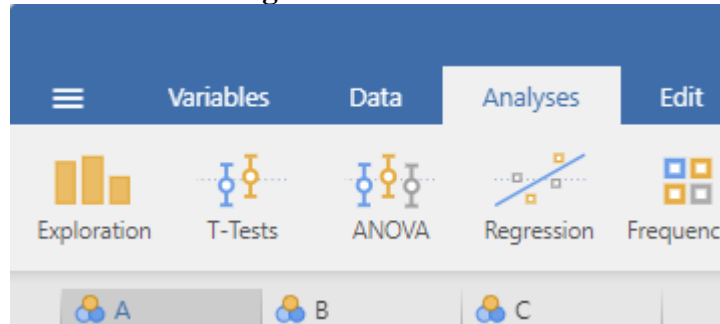 Variables Data Analyses Edit
Exploration T-Tests ANOVA Regression Frequenc
A B C